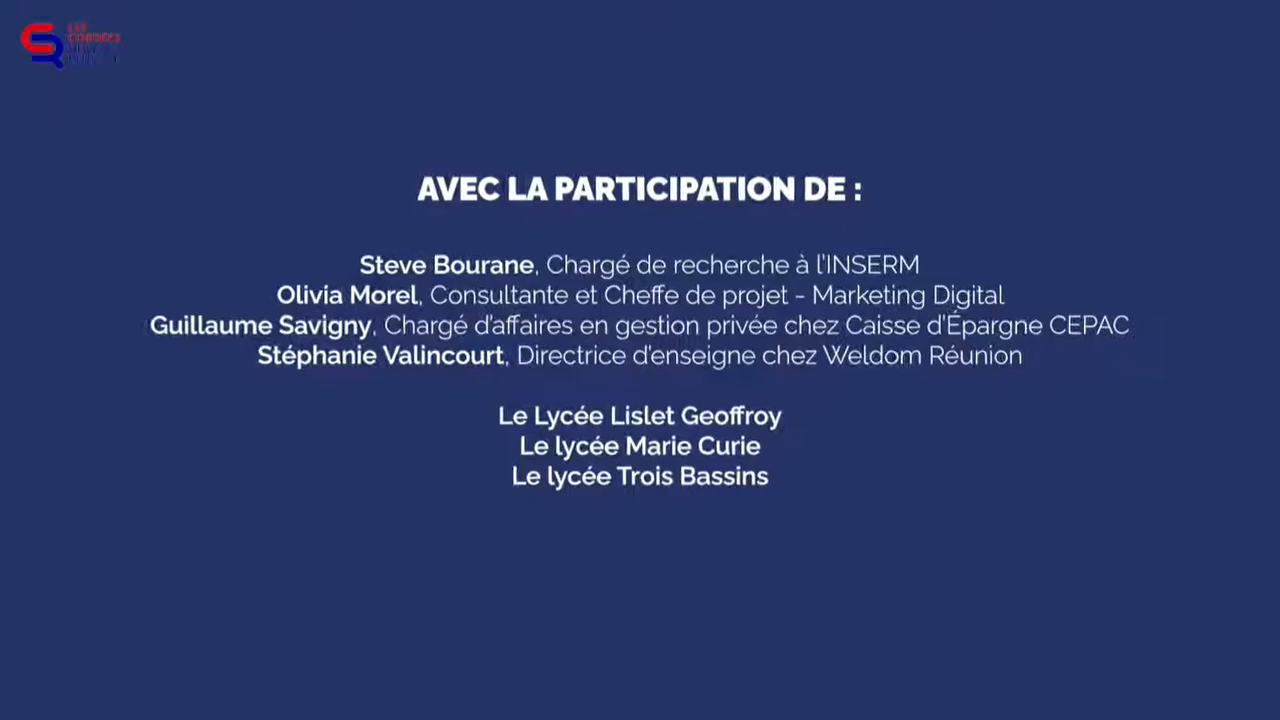 LES
CORDÉES
AVEC LA PARTICIPATION DE :
Steve Bourane, Chargé de recherche à l'INSERM
Olivia Morel, Consultante et Cheffe de projet - Marketing Digital
Guillaume Savigny, Chargé d'affaires en gestion privée chez Caisse d'Épargne CEPAC
Stéphanie Valincourt, Directrice d'enseigne chez Weldom Réunion
Le Lycée Lislet Geoffroy
Le lycée Marie Curie
Le lycée Trois Bassins